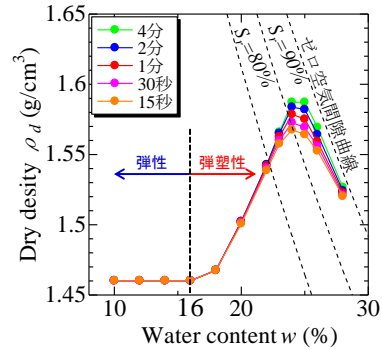 1.65
1.6
1.55
1.5
1.45
Dry desity ρd (g/cm³)
4分
2分
1分
30秒
15秒
Sr=80%
Sr=90%
ゼロ空気間隙曲線
弾性
弾塑性
10
16
20
30
Water content w (%)